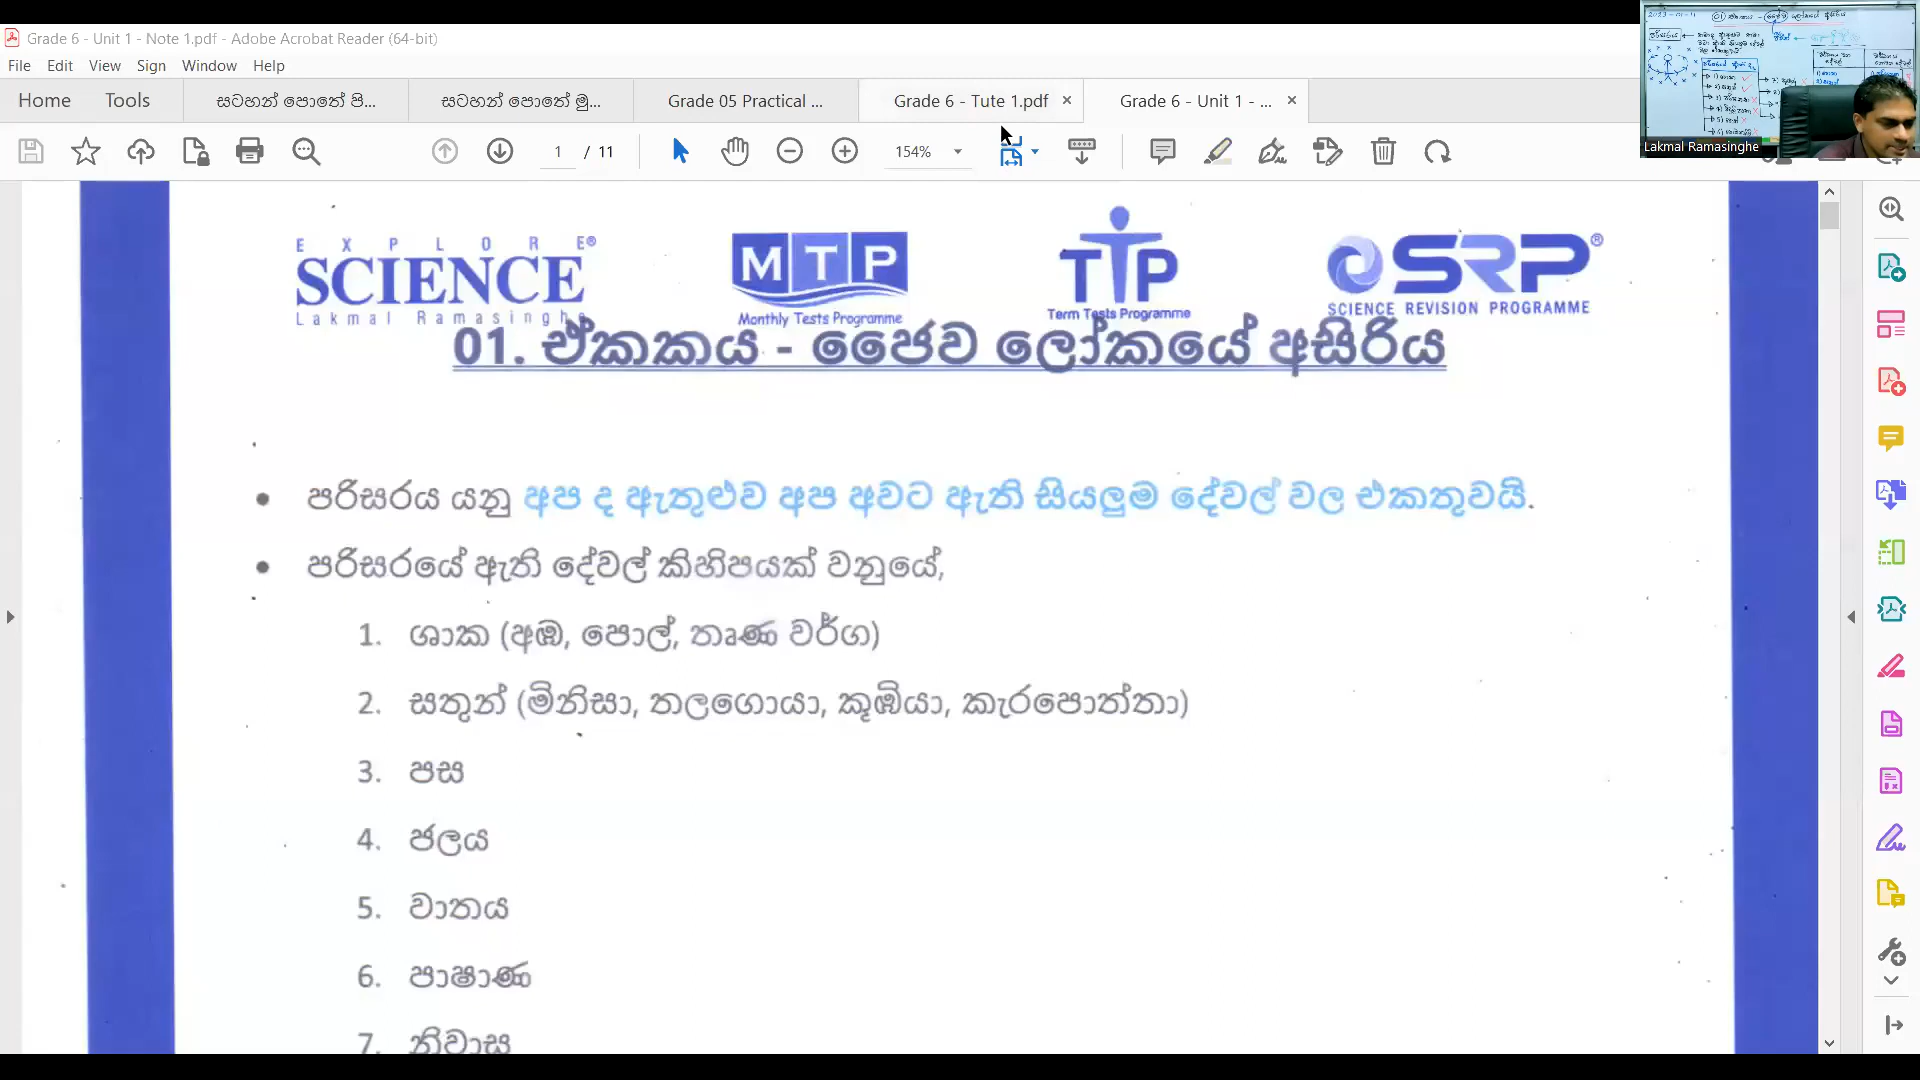 Grade 6 - Unit 1 - Note 1.pdf - Adobe Acrobat Reader (64-bit)
File Edit View Sign Window Help
Home Tools සටහන් පොතේ පි... සටහන් පොතේ මු... Grade 05 Practical ... Grade 6 - Tute 1.pdf Grade 6 - Unit 1 - ...
1 / 11 154%
Lakmal Ramasinghe
EXPLORE®
SCIENCE
Lakmal Ramasinghe
MTP
Monthly Tests Programme
TTP
Term Tests Programme
SRP®
SCIENCE REVISION PROGRAMME
01. ඒකකය - ජෛව ලෝකයේ අසිරිය
• පරිසරය යනු අප ද ඇතුළුව අප අවට ඇති සියලුම දේවල් වල එකතුවයි.
• පරිසරයේ ඇති දේවල් කිහිපයක් වනුයේ,
1. ශාක (අඹ, පොල්, තෘණ වර්ග)
2. සතුන් (මිනිසා, තලගොයා, කූඹියා, කැරපොත්තා)
3. පස
4. ජලය
5. වාතය
6. පාෂාණ
7. නිවාස